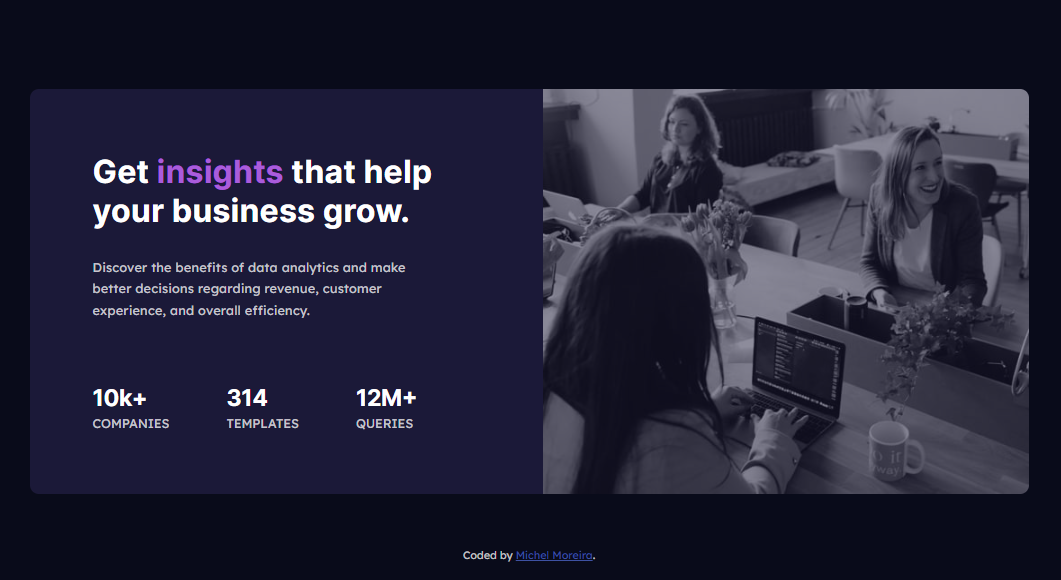 Get insights that help
your business grow.
Discover the benefits of data analytics and make
better decisions regarding revenue, customer
experience, and overall efficiency.
10k+ 314 12M+
COMPANIES TEMPLATES QUERIES
Coded by Michel Moreira.